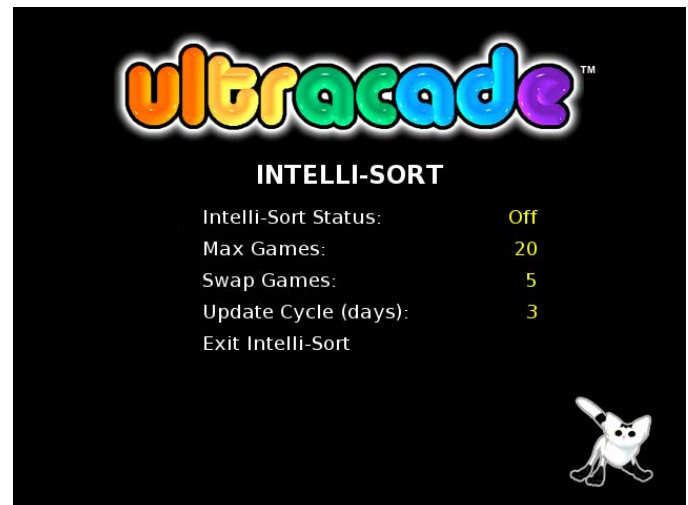 ultracade™
INTELLI-SORT
Intelli-Sort Status: Off
Max Games: 20
Swap Games: 5
Update Cycle (days): 3
Exit Intelli-Sort